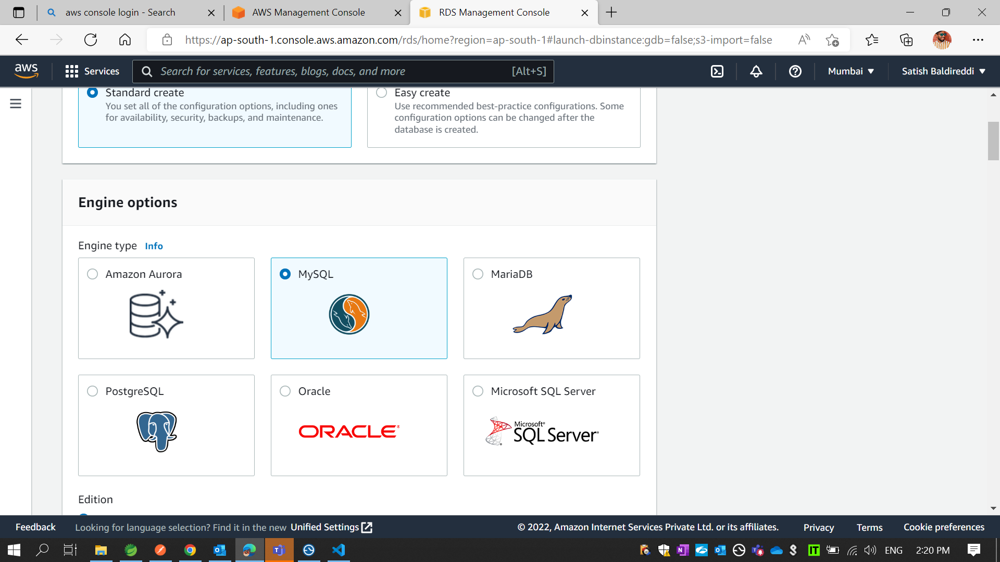 aws console login - Search
AWS Management Console
RDS Management Console
https://ap-south-1.console.aws.amazon.com/rds/home?region=ap-south-1#launch-dbinstance:gdb=false;s3-import=false
aws
Services
Search for services, features, blogs, docs, and more
[Alt+S]
Mumbai
Satish Baldireddi
Standard create
You set all of the configuration options, including ones
for availability, security, backups, and maintenance.
Easy create
Use recommended best-practice configurations. Some
configuration options can be changed after the
database is created.
Engine options
Engine type Info
Amazon Aurora
MySQL
MariaDB
PostgreSQL
Oracle
ORACLE
Microsoft SQL Server
Microsoft
SQL Server
Edition
Feedback
Looking for language selection? Find it in the new Unified Settings
© 2022, Amazon Internet Services Private Ltd. or its affiliates.
Privacy
Terms
Cookie preferences
ENG
2:20 PM